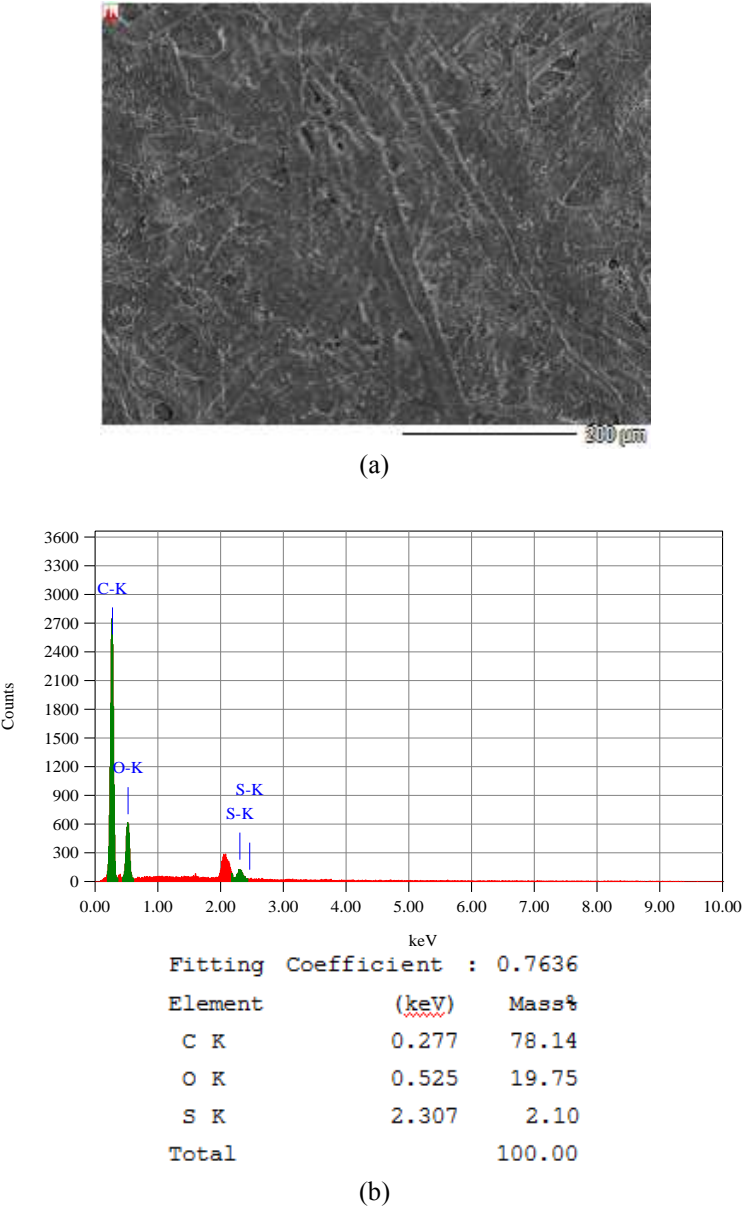 200 µm
(a)
3600
3300
3000
2700
2400
2100
1800
1500
1200
900
600
300
0
Counts
C-K
O-K
S-K
S-K
0.00 1.00 2.00 3.00 4.00 5.00 6.00 7.00 8.00 9.00 10.00
keV
Fitting Coefficient : 0.7636
Element (keV) Mass%
C K 0.277 78.14
O K 0.525 19.75
S K 2.307 2.10
Total 100.00
(b)